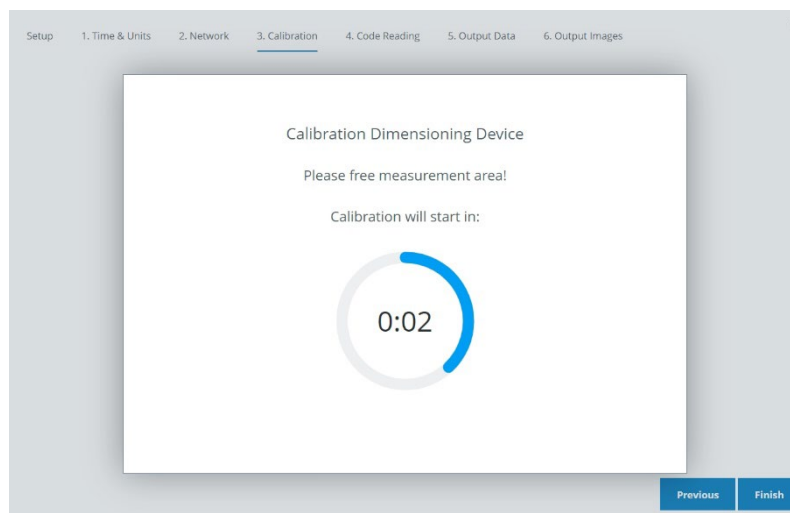 Setup 1. Time & Units 2. Network 3. Calibration 4. Code Reading 5. Output Data 6. Output Images
Calibration Dimensioning Device
Please free measurement area!
Calibration will start in:
0:02
Previous Finish